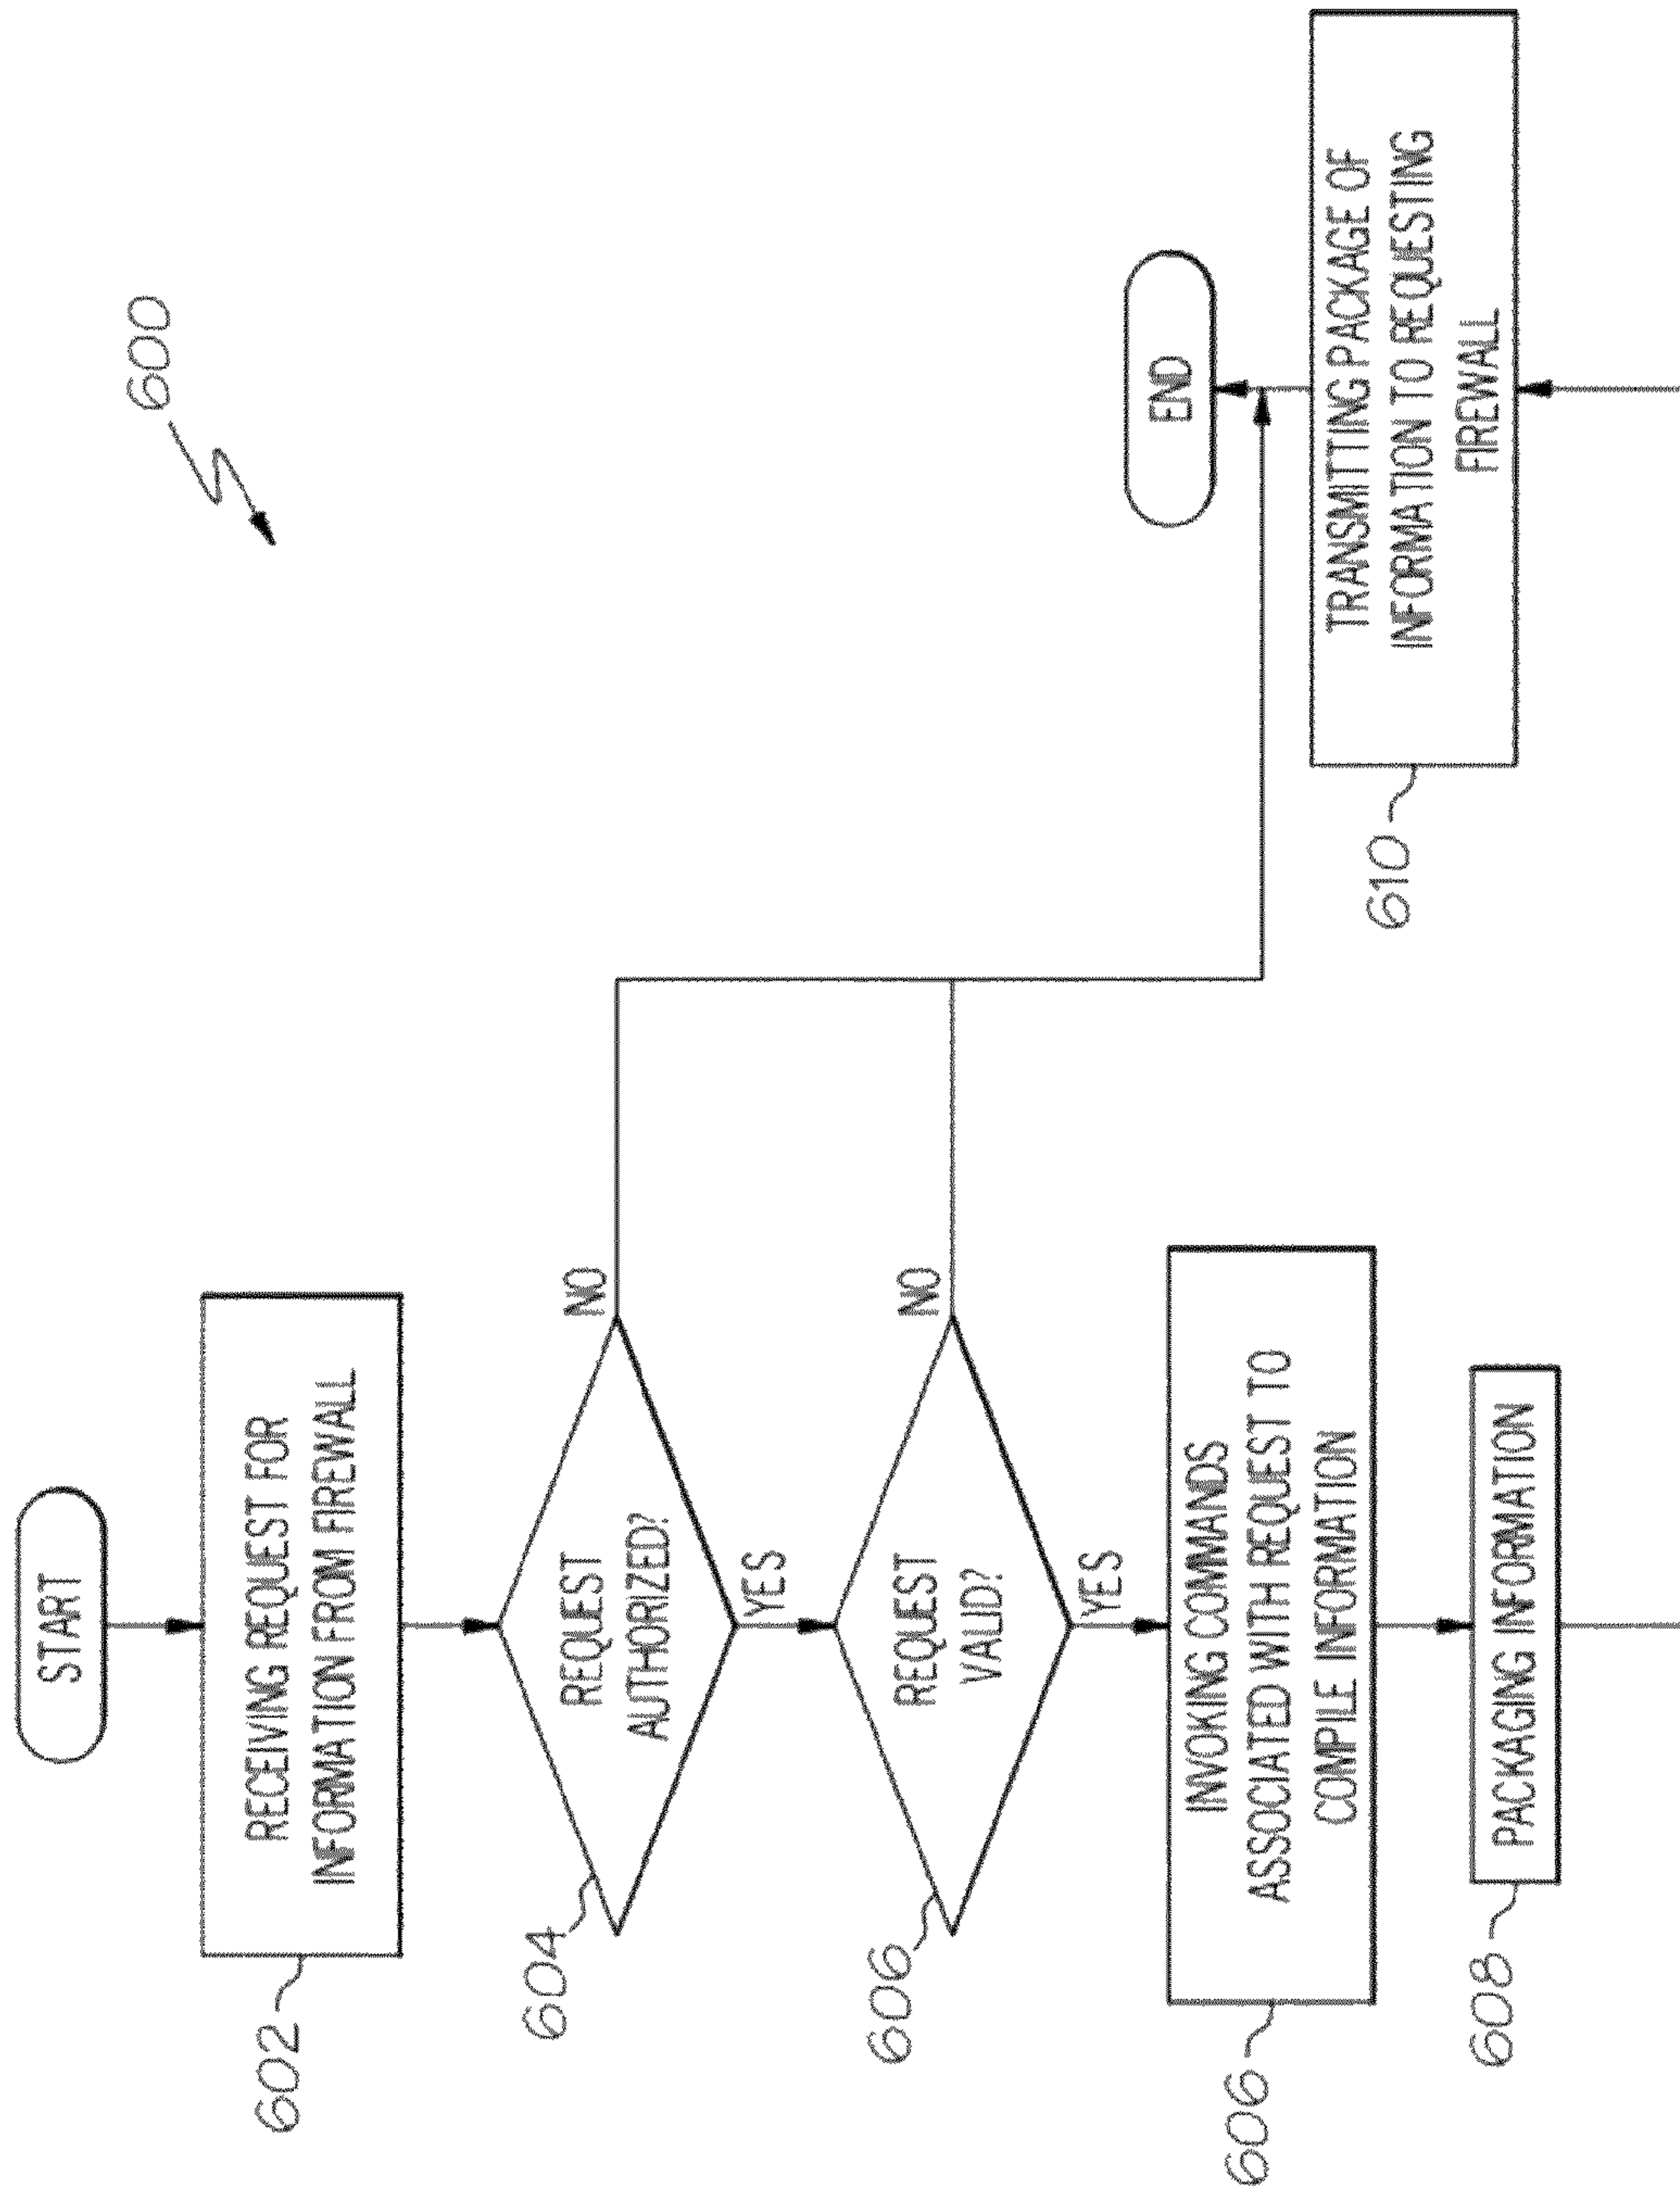 600
START
602
RECEIVING REQUEST FOR
INFORMATION FROM FIREWALL
604
REQUEST
AUTHORIZED?
NO
YES
606
REQUEST
VALID?
NO
YES
606
INVOKING COMMANDS
ASSOCIATED WITH REQUEST TO
COMPILE INFORMATION
608
PACKAGING INFORMATION
610
TRANSMITTING PACKAGE OF
INFORMATION TO REQUESTING
FIREWALL
END